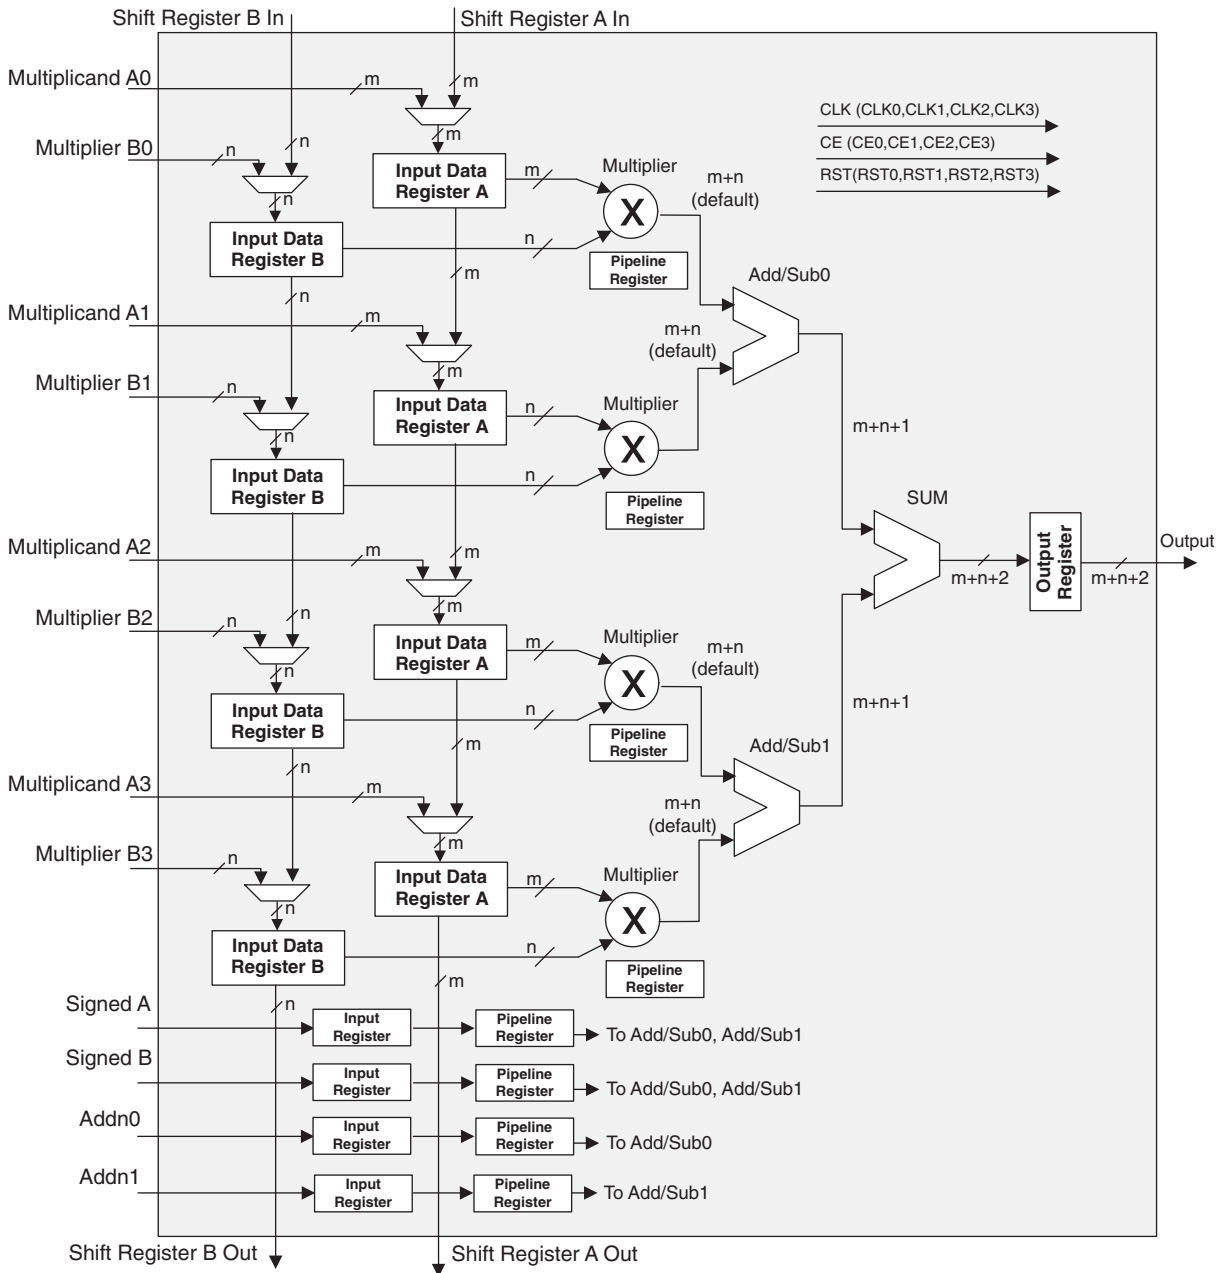 Shift Register B In
Shift Register A In
Multiplicand A0
m
m
CLK (CLK0,CLK1,CLK2,CLK3)
CE (CE0,CE1,CE2,CE3)
RST(RST0,RST1,RST2,RST3)
m
Multiplier B0
n
n
n
Input Data
Register A
m
Multiplier
X
m+n
(default)
Input Data
Register B
n
Pipeline
Register
m
n
Add/Sub0
Multiplicand A1
m
m
m+n
(default)
Multiplier B1
n
n
Input Data
Register A
n
Multiplier
X
m+n+1
Input Data
Register B
n
Pipeline
Register
SUM
Multiplicand A2
m
m
m
Output
Register
m+n+2
m+n+2
Output
Multiplier B2
n
n
n
Input Data
Register A
m
Multiplier
X
m+n
(default)
Input Data
Register B
n
Pipeline
Register
m+n+1
m
n
Add/Sub1
Multiplicand A3
m
m
m+n
(default)
Multiplier B3
n
n
Input Data
Register A
m
Multiplier
X
Input Data
Register B
n
Pipeline
Register
m
n
Signed A
Input
Register
Pipeline
Register
To Add/Sub0, Add/Sub1
Signed B
Input
Register
Pipeline
Register
To Add/Sub0, Add/Sub1
Addn0
Input
Register
Pipeline
Register
To Add/Sub0
Addn1
Input
Register
Pipeline
Register
To Add/Sub1
Shift Register B Out
Shift Register A Out